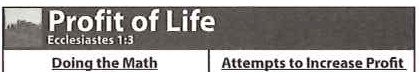 Profit of Life
Ecclesiastes 1:3
Doing the Math
Attempts to Increase Profit